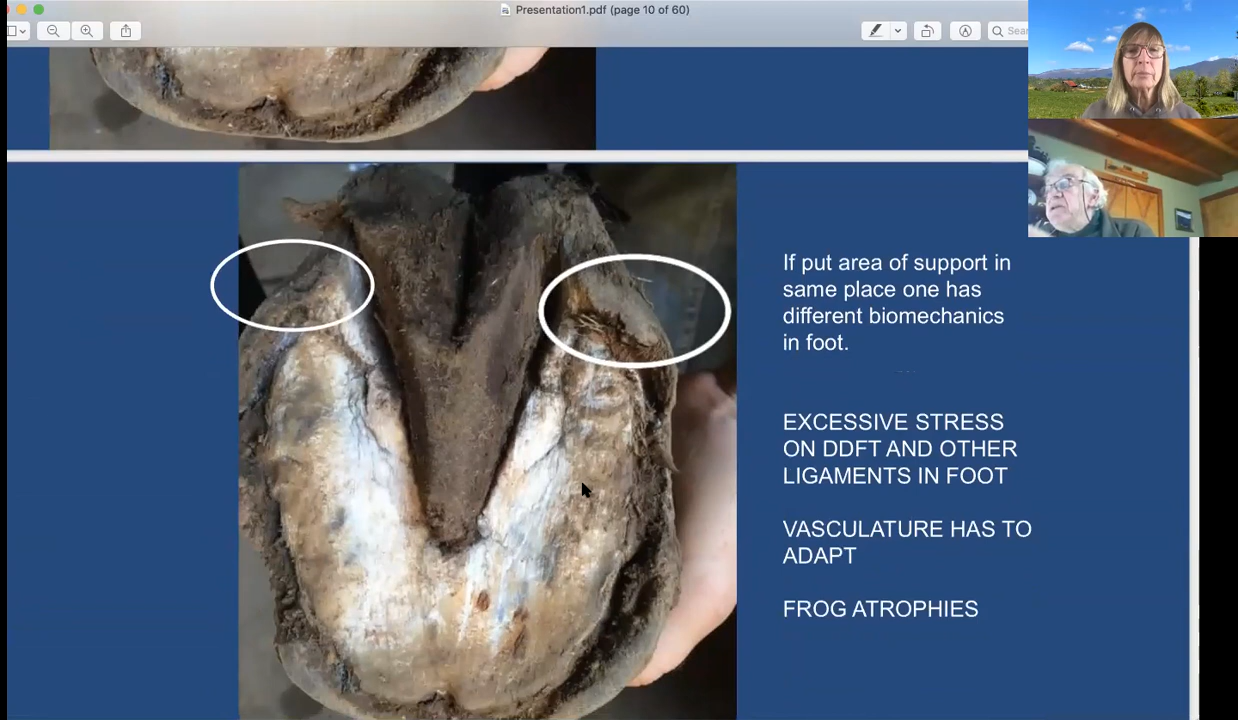 Presentation1.pdf (page 10 of 60)
Sear
If put area of support in
same place one has
different biomechanics
in foot.
EXCESSIVE STRESS
ON DDFT AND OTHER
LIGAMENTS IN FOOT
VASCULATURE HAS TO
ADAPT
FROG ATROPHIES